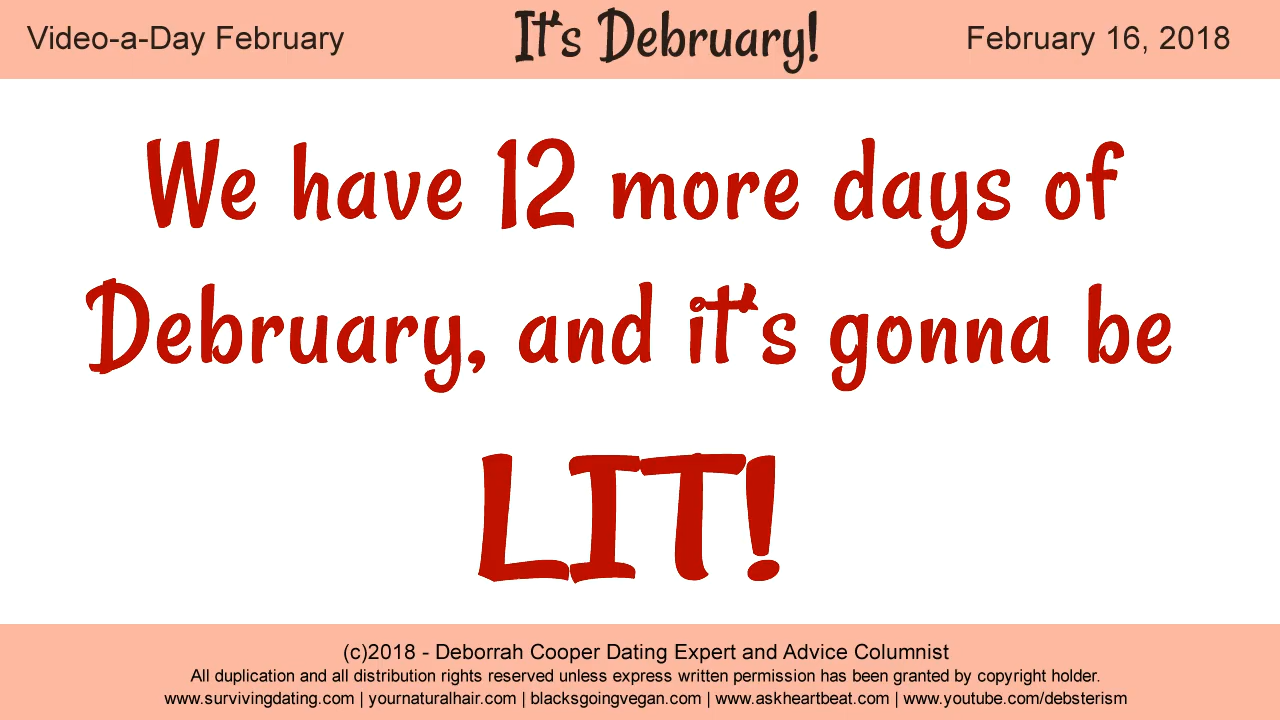 Video-a-Day February
It's Debruary!
February 16, 2018
We have 12 more days of
Debruary, and it's gonna be
LIT!
(c)2018 - Deborrah Cooper Dating Expert and Advice Columnist
All duplication and all distribution rights reserved unless express written permission has been granted by copyright holder.
www.survivingdating.com | yournaturalhair.com | blacksgoingvegan.com | www.askheartbeat.com | www.youtube.com/debsterism